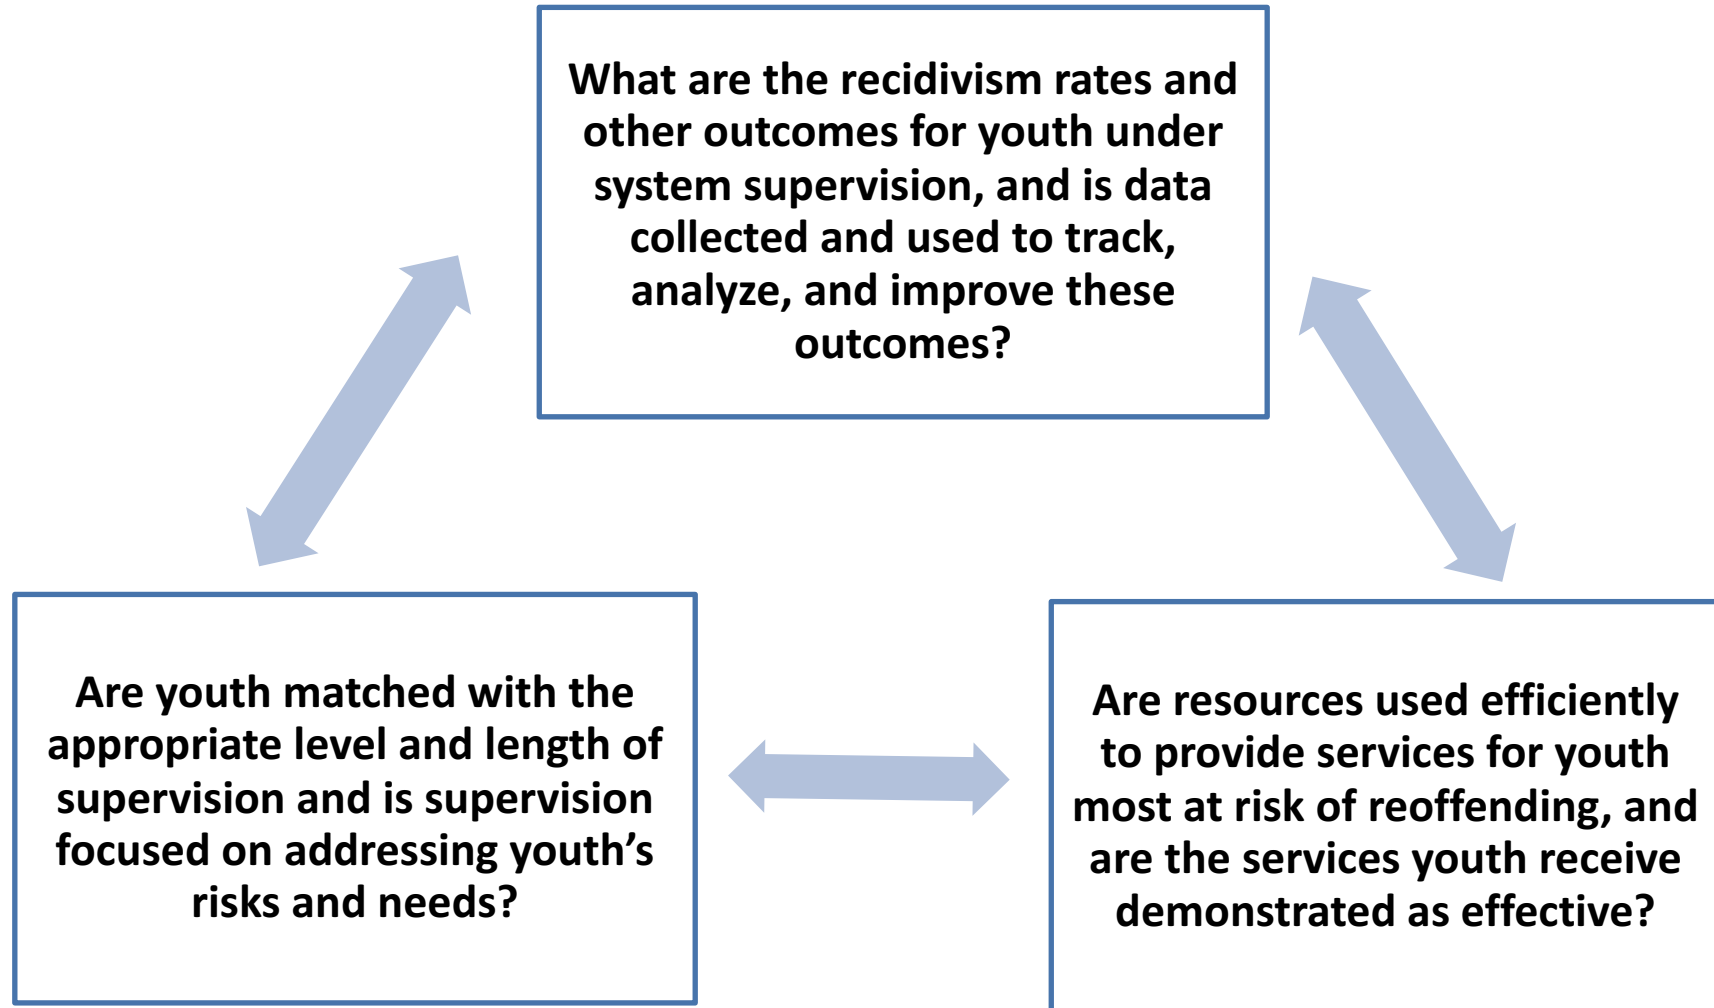 What are the recidivism rates and
other outcomes for youth under
system supervision, and is data
collected and used to track,
analyze, and improve these
outcomes?
Are youth matched with the
appropriate level and length of
supervision and is supervision
focused on addressing youth’s
risks and needs?
Are resources used efficiently
to provide services for youth
most at risk of reoffending, and
are the services youth receive
demonstrated as effective?